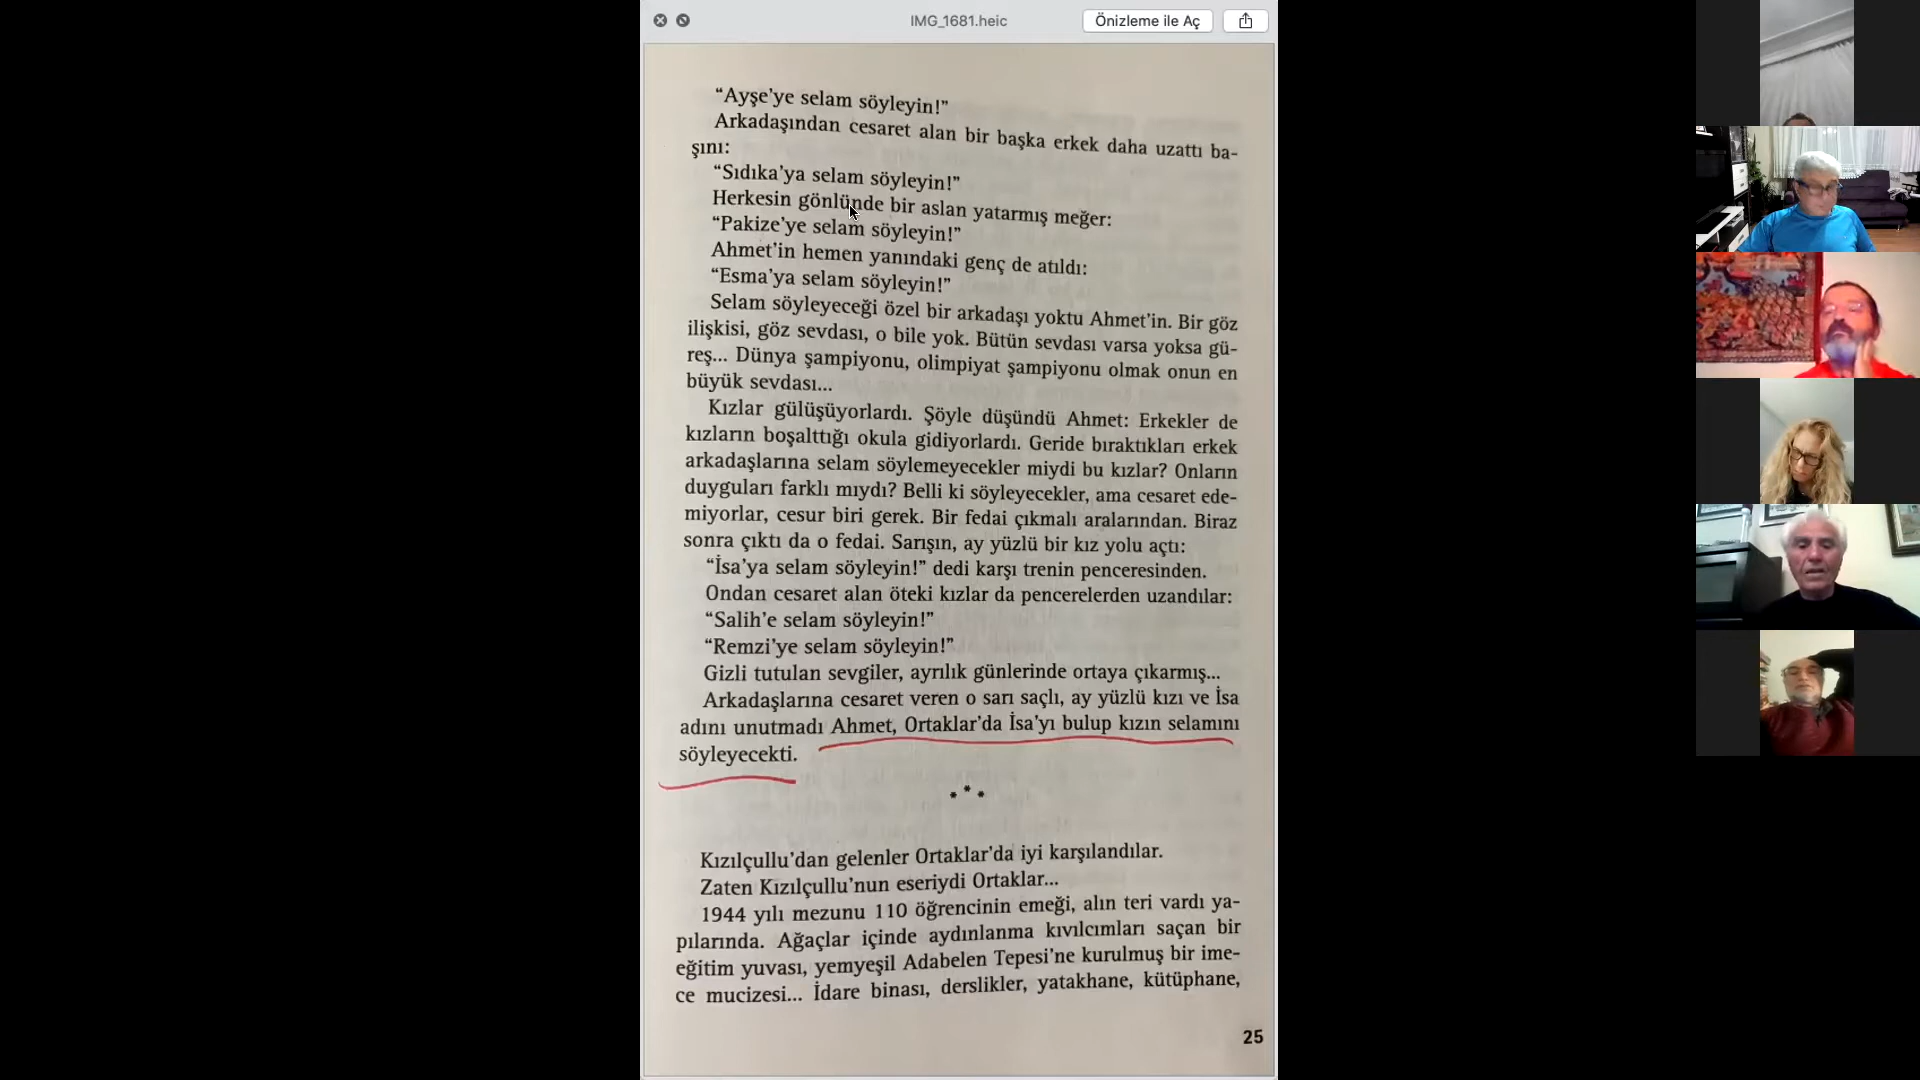 IMG_1681.heic
Önizleme ile Aç
“Ayşe’ye selam söyleyin!”
Arkadaşından cesaret alan bir başka erkek daha uzattı ba-
şını:
“Sıdıka’ya selam söyleyin!”
Herkesin gönlünde bir aslan yatarmış meğer:
“Pakize’ye selam söyleyin!”
Ahmet’in hemen yanındaki genç de atıldı:
“Esma’ya selam söyleyin!”
Selam söyleyeceği özel bir arkadaşı yoktu Ahmet’in. Bir göz
ilişkisi, göz sevdası, o bile yok. Bütün sevdası varsa yoksa gü-
reş... Dünya şampiyonu, olimpiyat şampiyonu olmak onun en
büyük sevdası...
Kızlar gülüşüyorlardı. Şöyle düşündü Ahmet: Erkekler de
kızların boşalttığı okula gidiyorlardı. Geride bıraktıkları erkek
arkadaşlarına selam söylemeyecekler miydi bu kızlar? Onların
duyguları farklı mıydı? Belli ki söyleyecekler, ama cesaret ede-
miyorlar, cesur biri gerek. Bir fedai çıkmalı aralarından. Biraz
sonra çıktı da o fedai. Sarışın, ay yüzlü bir kız yolu açtı:
“İsa’ya selam söyleyin!” dedi karşı trenin penceresinden.
Ondan cesaret alan öteki kızlar da pencerelerden uzandılar:
“Salih’e selam söyleyin!”
“Remzi’ye selam söyleyin!”
Gizli tutulan sevgiler, ayrılık günlerinde ortaya çıkarmış...
Arkadaşlarına cesaret veren o sarı saçlı, ay yüzlü kızı ve İsa
adını unutmadı Ahmet, Ortaklar’da İsa’yı bulup kızın selamını
söyleyecekti.
* * *
Kızılçullu’dan gelenler Ortaklar’da iyi karşılandılar.
Zaten Kızılçullu’nun eseriydi Ortaklar...
1944 yılı mezunu 110 öğrencinin emeği, alın teri vardı ya-
pılarında. Ağaçlar içinde aydınlanma kıvılcımları saçan bir
eğitim yuvası, yemyeşil Adabelen Tepesi’ne kurulmuş bir ime-
ce mucizesi... İdare binası, derslikler, yatakhane, kütüphane,
25